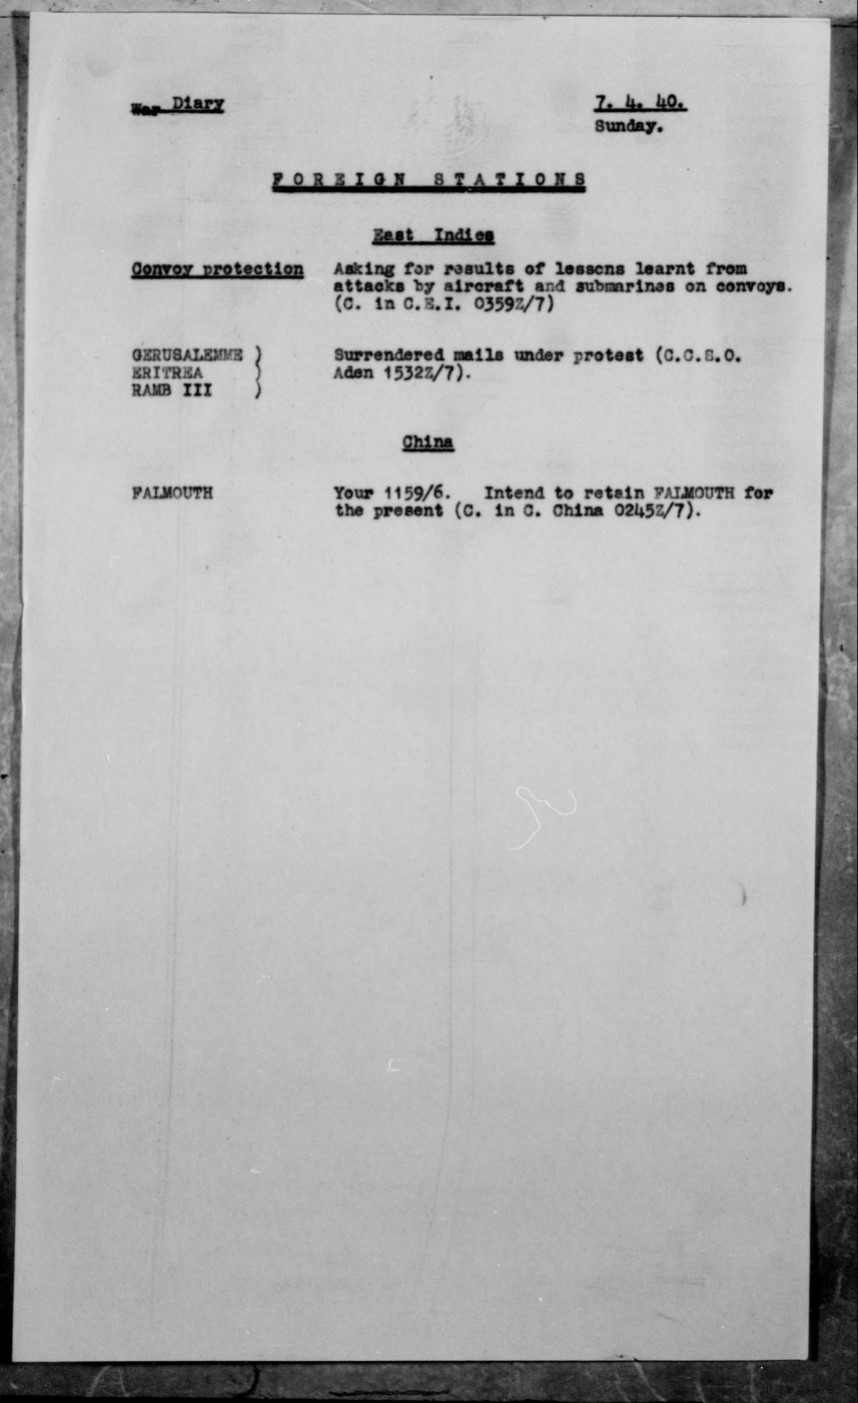 War Diary
7. 4. 40.
Sunday.
FOREIGN STATIONS
East Indies
Convoy protection Asking for results of lessons learnt from
attacks by aircraft and submarines on convoys.
(C. in C.E.I. 0359Z/7)
GERUSALEMME ) Surrendered mails under protest (C.C.S.O.
ERITREA ) Aden 1532Z/7).
RAMB III )
China
FALMOUTH Your 1159/6. Intend to retain FALMOUTH for
the present (C. in C. China 0245Z/7).